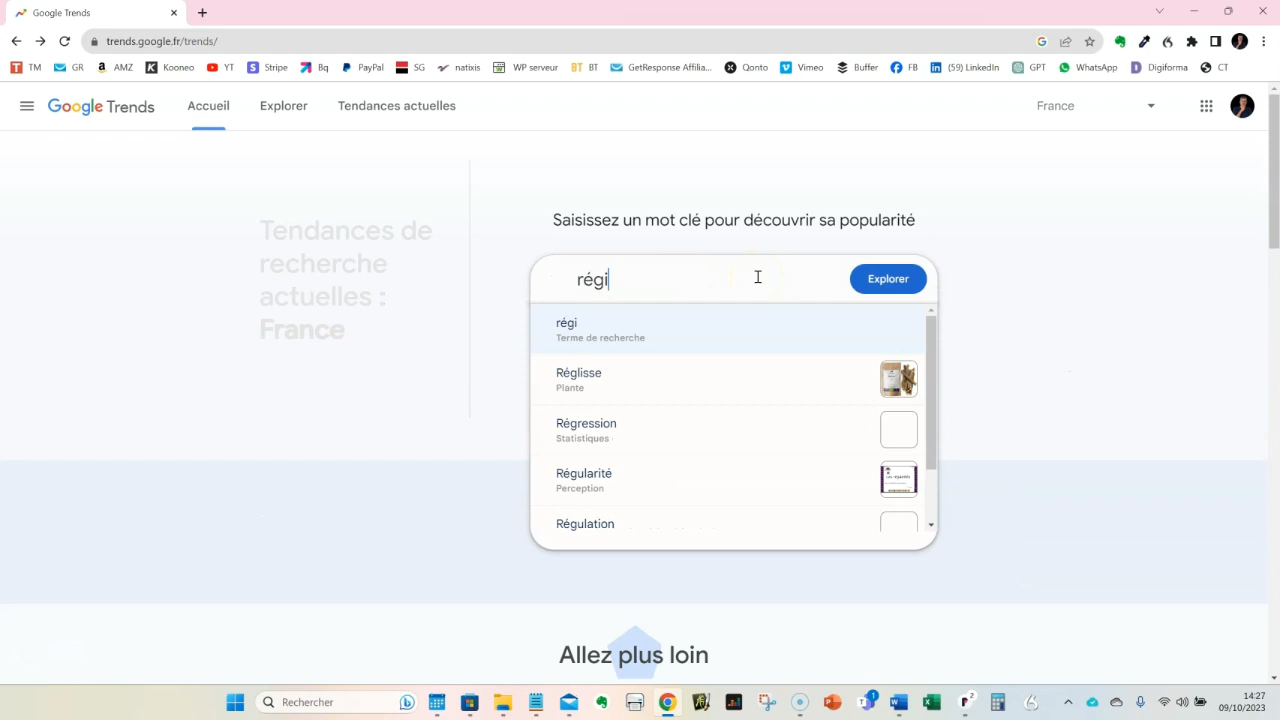 Google Trends
trends.google.fr/trends/
TM GR AMZ Kooneo YT Stripe Bq PayPal SG natixis WP serveur BT GetResponse Affilia... Qonto Vimeo Buffer FB (59) LinkedIn GPT WhatsApp Digiforma CT
Google Trends Accueil Explorer Tendances actuelles France
Saisissez un mot clé pour découvrir sa popularité
Tendances de
recherche
actuelles :
France
régi Explorer
régi
Terme de recherche
Réglisse
Plante
Régression
Statistiques
Régularité
Perception
Régulation
Allez plus loin
Rechercher
14:27
09/10/2023